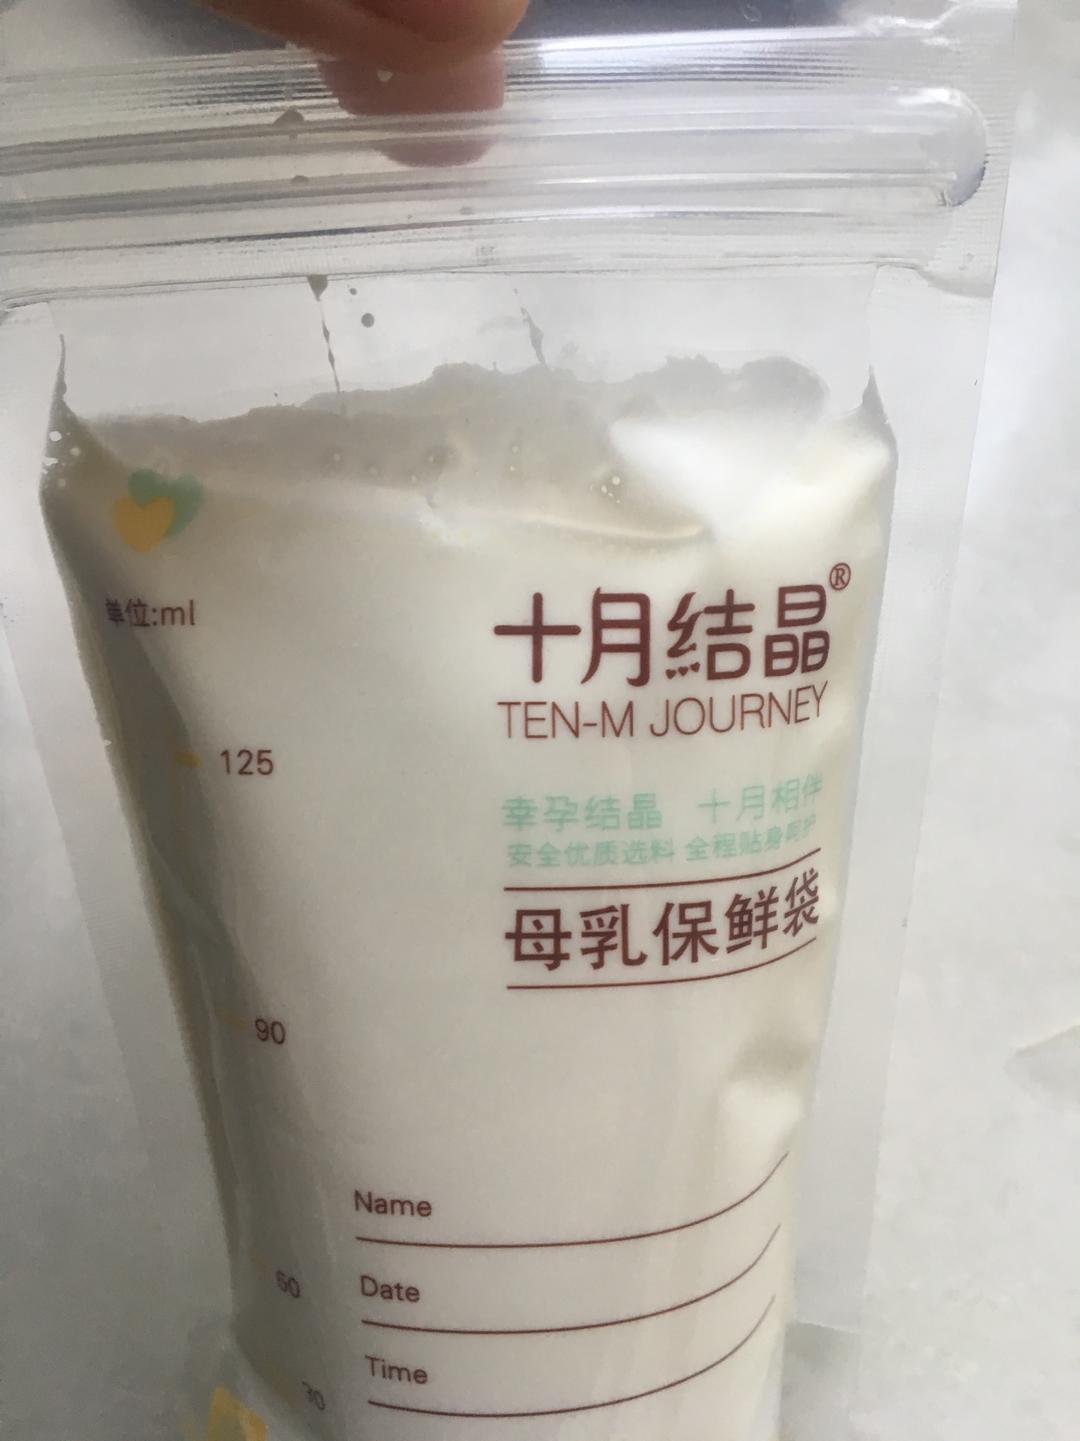 十月結晶®
TEN-M JOURNEY
单位:ml
125
幸孕结晶 十月相伴
安全优质选料 全程贴身呵护
母乳保鲜袋
90
Name
60
Date
Time
30